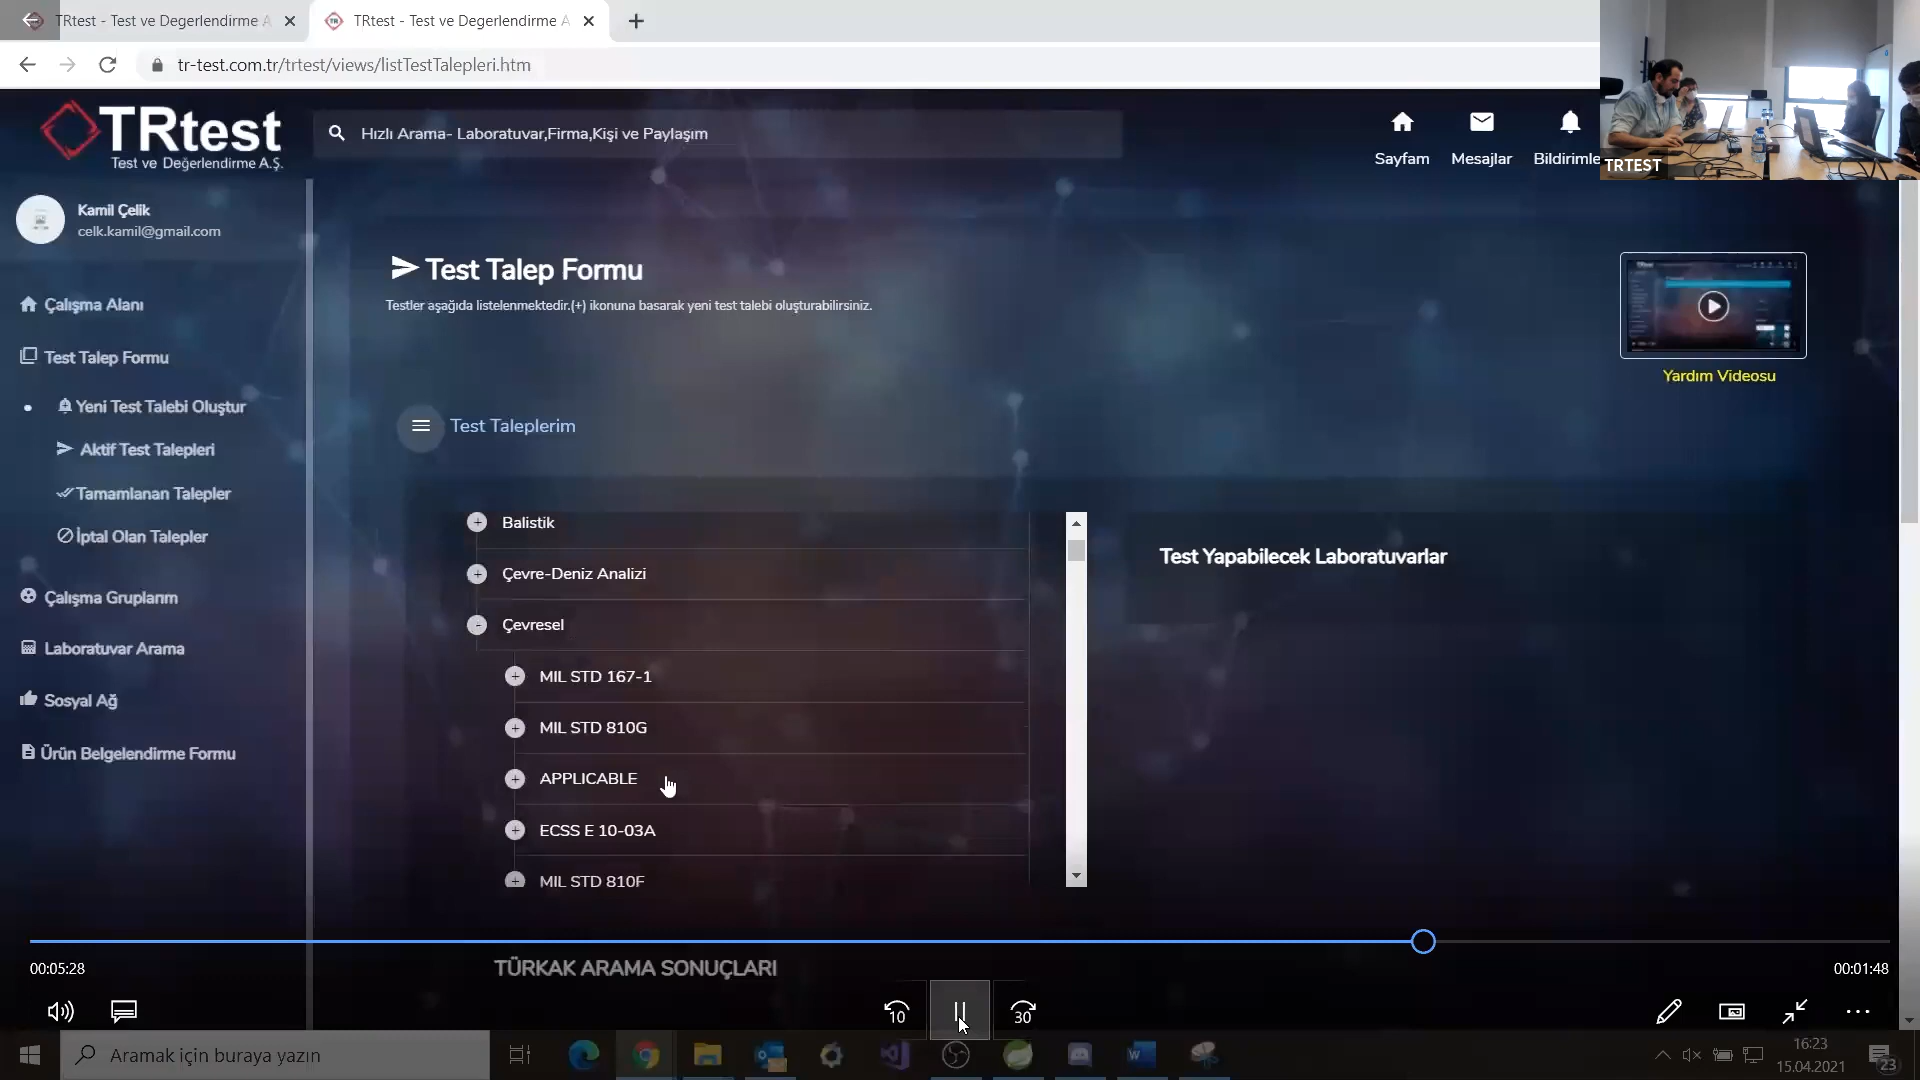 TRtest - Test ve Degerlendirme A
TRtest - Test ve Degerlendirme A
tr-test.com.tr/trtest/views/listTestTalepleri.htm
TRtest
Test ve Değerlendirme A.Ş.
Hızlı Arama- Laboratuvar,Firma,Kişi ve Paylaşım
Sayfam
Mesajlar
Bildirimle
TRTEST
Kamil Çelik
celk.kamil@gmail.com
Çalışma Alanı
Test Talep Formu
Yeni Test Talebi Oluştur
Aktif Test Talepleri
Tamamlanan Talepler
İptal Olan Talepler
Çalışma Gruplarım
Laboratuvar Arama
Sosyal Ağ
Ürün Belgelendirme Formu
Test Talep Formu
Testler aşağıda listelenmektedir.(+) ikonuna basarak yeni test talebi oluşturabilirsiniz.
Yardım Videosu
Test Taleplerim
Balistik
Çevre-Deniz Analizi
Çevresel
MIL STD 167-1
MIL STD 810G
APPLICABLE
ECSS E 10-03A
MIL STD 810F
Test Yapabilecek Laboratuvarlar
TÜRKAK ARAMA SONUÇLARI
00:05:28
00:01:48
10
30
Aramak için buraya yazın
16:23
15.04.2021
23